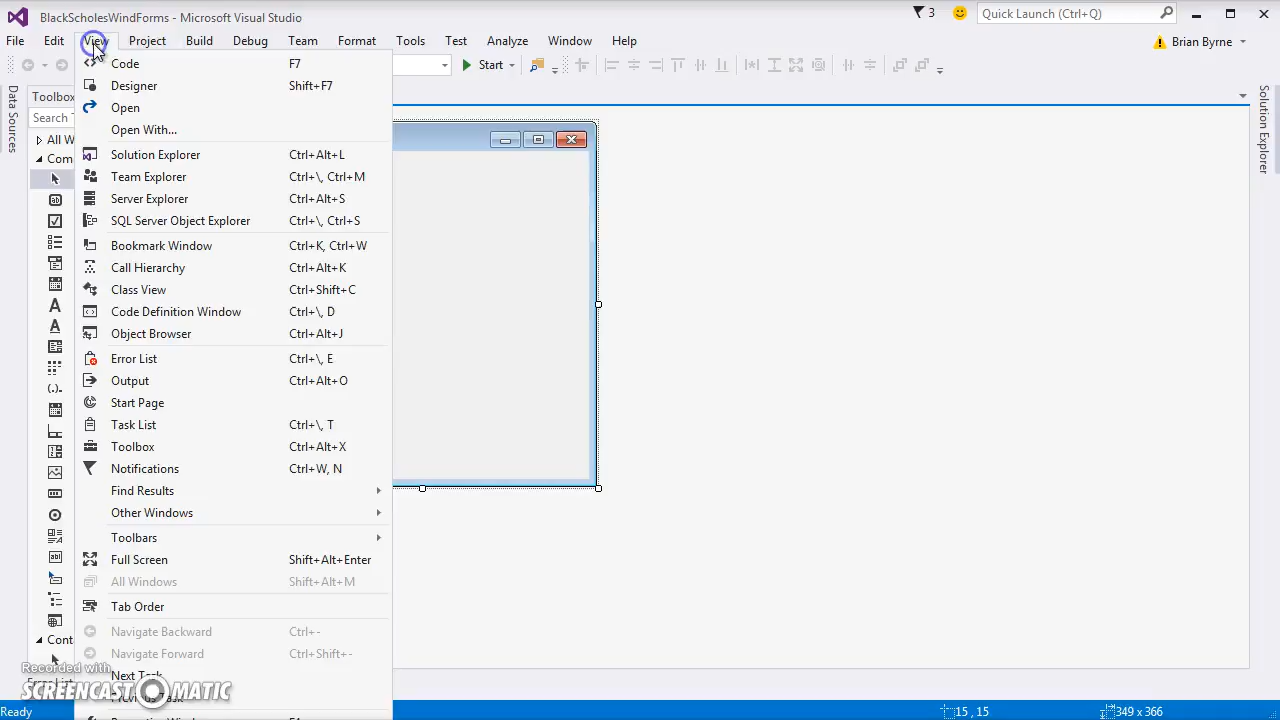 BlackScholesWindForms - Microsoft Visual Studio
3
Quick Launch (Ctrl+Q)
File Edit View Project Build Debug Team Format Tools Test Analyze Window Help
Brian Byrne
Start
Code F7
Designer Shift+F7
Open
Open With...
Solution Explorer Ctrl+Alt+L
Team Explorer Ctrl+\, Ctrl+M
Server Explorer Ctrl+Alt+S
SQL Server Object Explorer Ctrl+\, Ctrl+S
Bookmark Window Ctrl+K, Ctrl+W
Call Hierarchy Ctrl+Alt+K
Class View Ctrl+Shift+C
Code Definition Window Ctrl+\, D
Object Browser Ctrl+Alt+J
Error List Ctrl+\, E
Output Ctrl+Alt+O
Start Page
Task List Ctrl+\, T
Toolbox Ctrl+Alt+X
Notifications Ctrl+W, N
Find Results
Other Windows
Toolbars
Full Screen Shift+Alt+Enter
All Windows Shift+Alt+M
Tab Order
Navigate Backward Ctrl+-
Navigate Forward Ctrl+Shift+-
Next Task
Data Sources
Toolbox
Search
All W
Com
Cont
Solution Explorer
Recorded with
SCREENCAST-O-MATIC
Ready
15 , 15
349 x 366